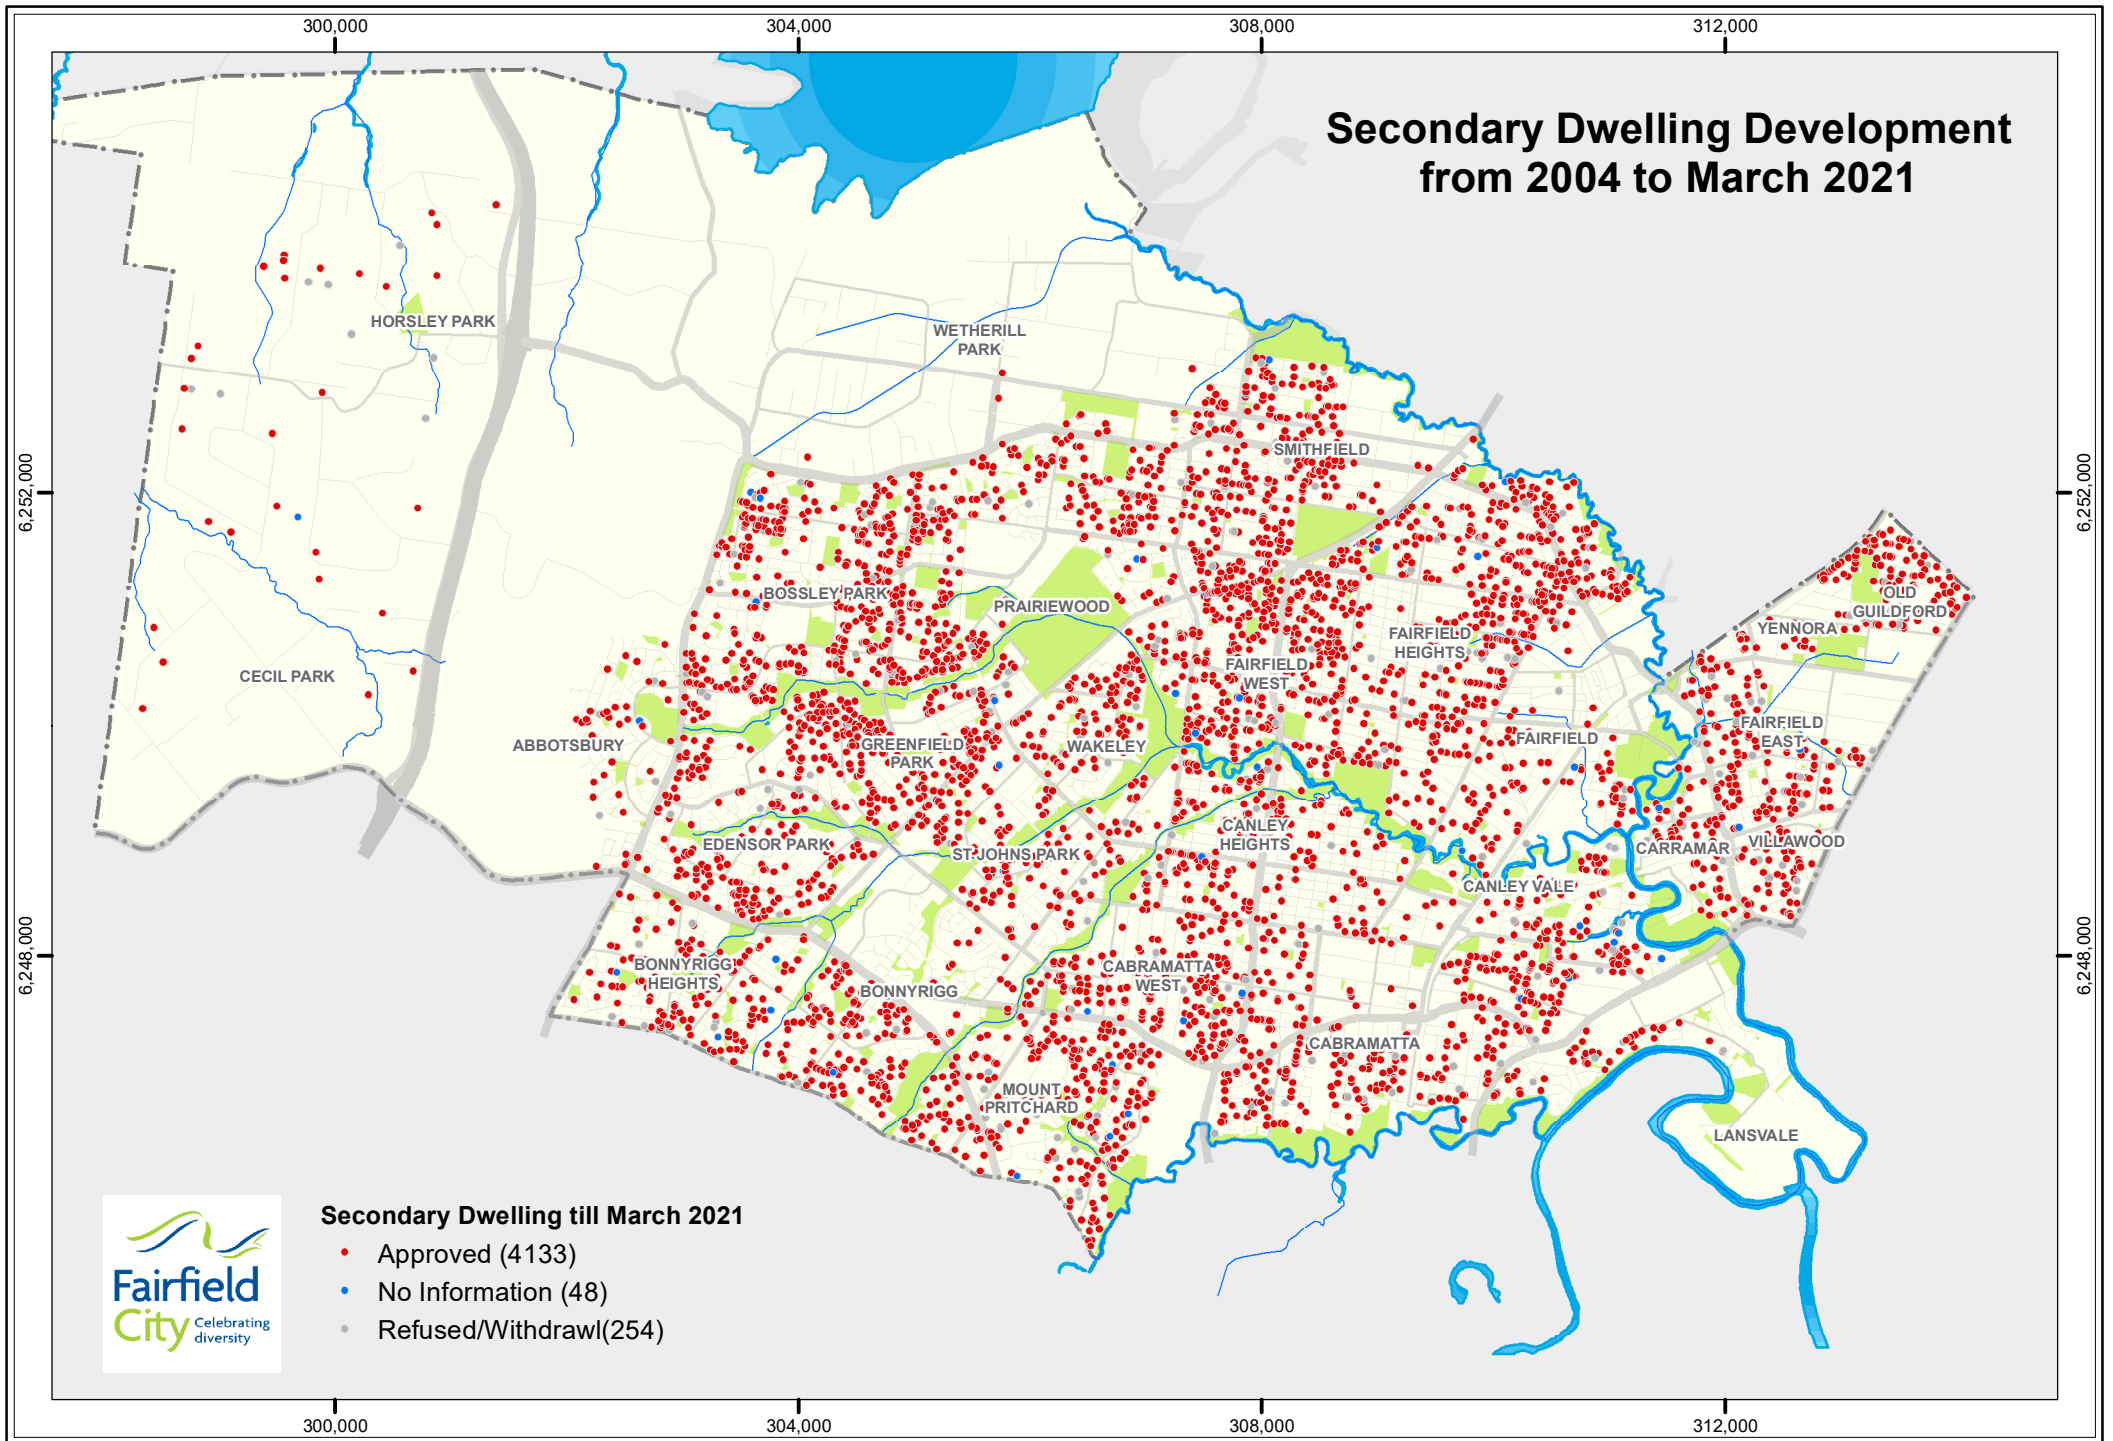 300,000
304,000
308,000
312,000
Secondary Dwelling Development
from 2004 to March 2021
HORSLEY PARK
WETHERILL
PARK
SMITHFIELD
6,252,000
6,252,000
BOSSLEY PARK
PRAIRIEWOOD
OLD
GUILDFORD
YENNORA
FAIRFIELD
HEIGHTS
CECIL PARK
FAIRFIELD
WEST
ABBOTSBURY
GREENFIELD
PARK
WAKELEY
FAIRFIELD
FAIRFIELD
EAST
EDENSOR PARK
ST JOHNS PARK
CANLEY
HEIGHTS
CARRAMAR
VILLAWOOD
CANLEY VALE
6,248,000
6,248,000
BONNYRIGG
HEIGHTS
BONNYRIGG
CABRAMATTA
WEST
CABRAMATTA
MOUNT
PRITCHARD
LANSVALE
Fairfield
City Celebrating
diversity
Secondary Dwelling till March 2021
Approved (4133)
No Information (48)
Refused/Withdrawl(254)
300,000
304,000
308,000
312,000